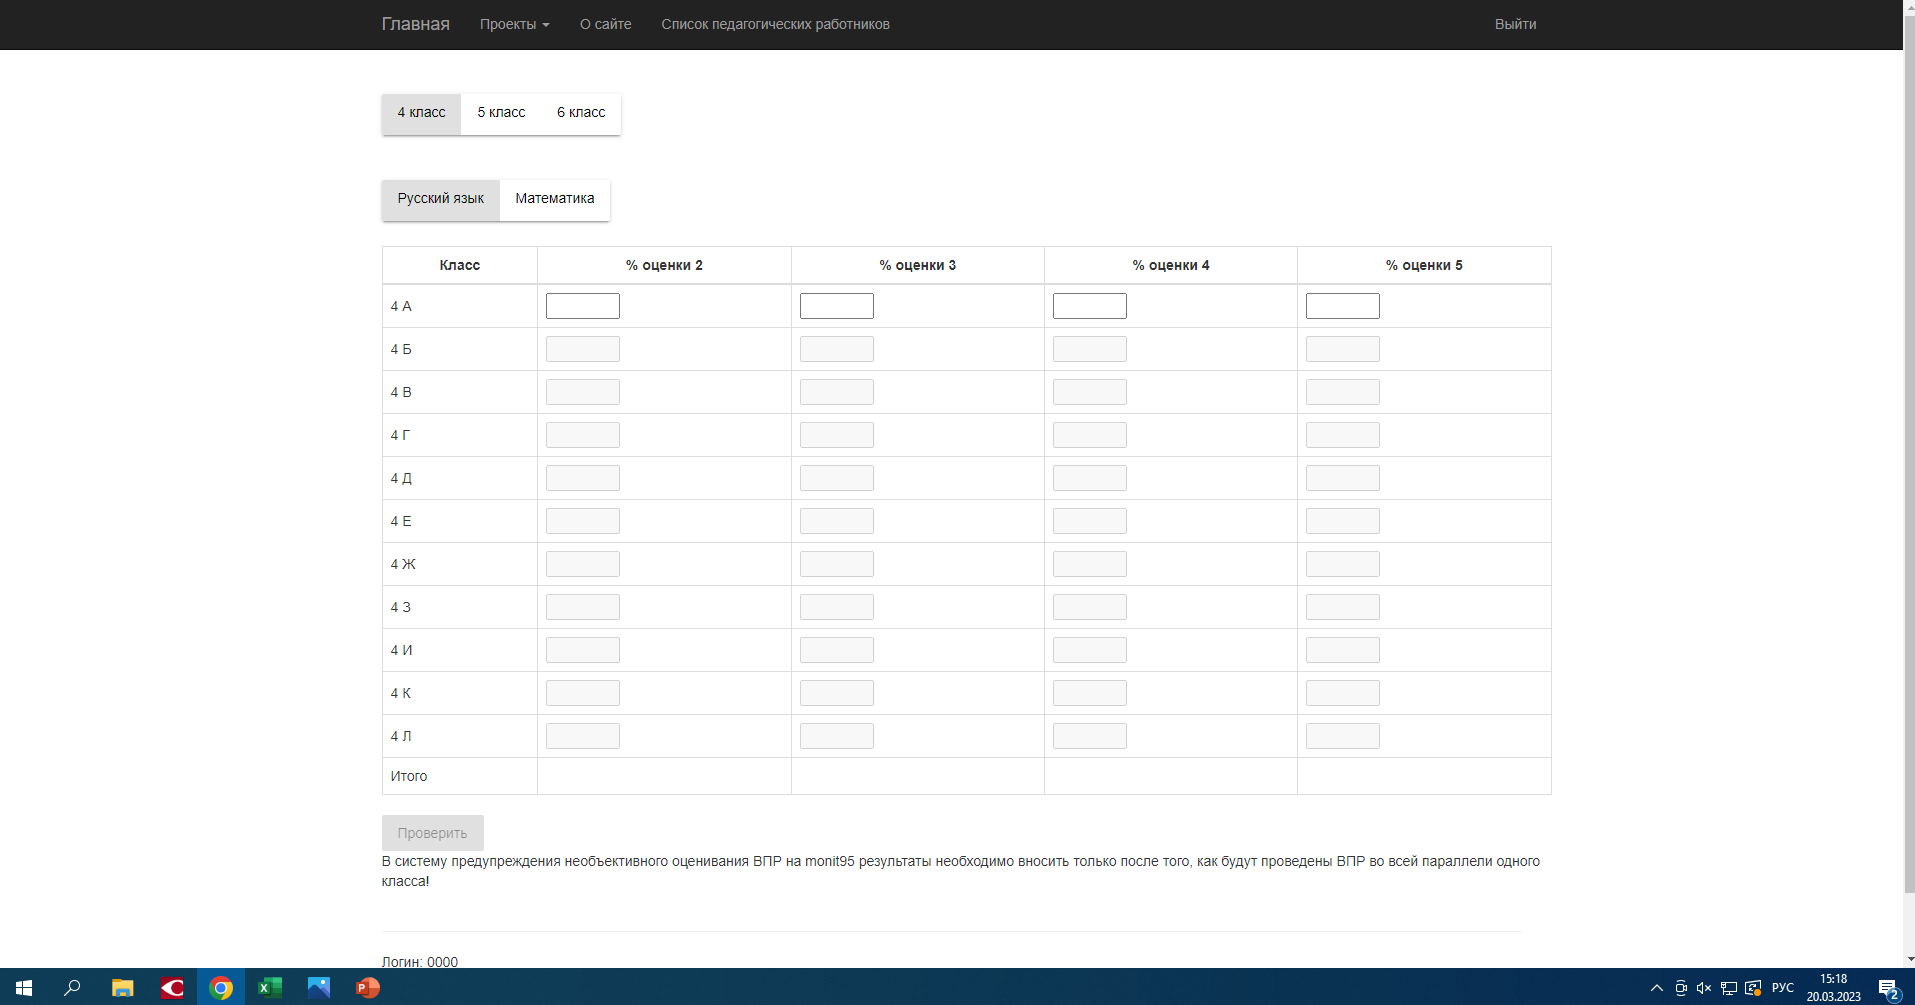 Главная Проекты О сайте Список педагогических работников Выйти
4 класс 5 класс 6 класс
Русский язык Математика
Класс % оценки 2 % оценки 3 % оценки 4 % оценки 5
4 А
4 Б
4 В
4 Г
4 Д
4 Е
4 Ж
4 З
4 И
4 К
4 Л
Итого
Проверить
В систему предупреждения необъективного оценивания ВПР на monit95 результаты необходимо вносить только после того, как будут проведены ВПР во всей параллели одного
класса!
Логин: 0000
РУС 15:18
20.03.2023 2